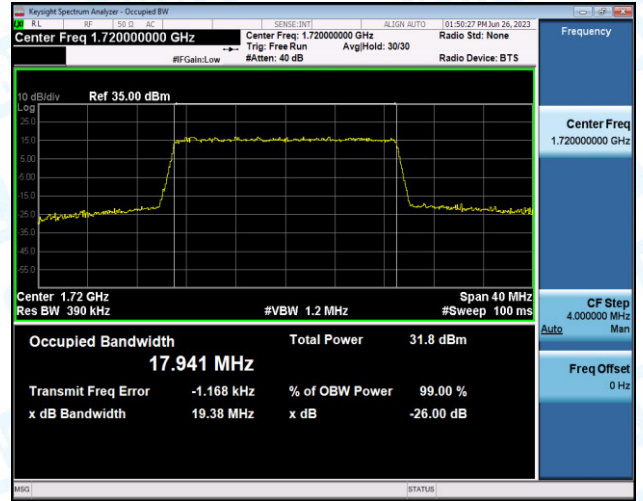 Keysight Spectrum Analyzer - Occupied BW
RL RF 50 Ω AC SENSE:INT ALIGN AUTO 01:50:27 PM Jun 26, 2023
Center Freq 1.720000000 GHz
Center Freq: 1.720000000 GHz
Radio Std: None
Trig: Free Run Avg|Hold: 30/30
#IFGain:Low
#Atten: 40 dB
Radio Device: BTS
Frequency
10 dB/div Ref 35.00 dBm
Log
25.0
15.0
5.00
-5.00
-15.0
-25.0
-35.0
-45.0
-55.0
Center 1.72 GHz
Span 40 MHz
Res BW 390 kHz
#VBW 1.2 MHz
#Sweep 100 ms
Occupied Bandwidth
17.941 MHz
Total Power 31.8 dBm
Transmit Freq Error -1.168 kHz
% of OBW Power 99.00 %
x dB Bandwidth 19.38 MHz
x dB -26.00 dB
Center Freq
1.720000000 GHz
CF Step
4.000000 MHz
Auto Man
Freq Offset
0 Hz
MSG
STATUS